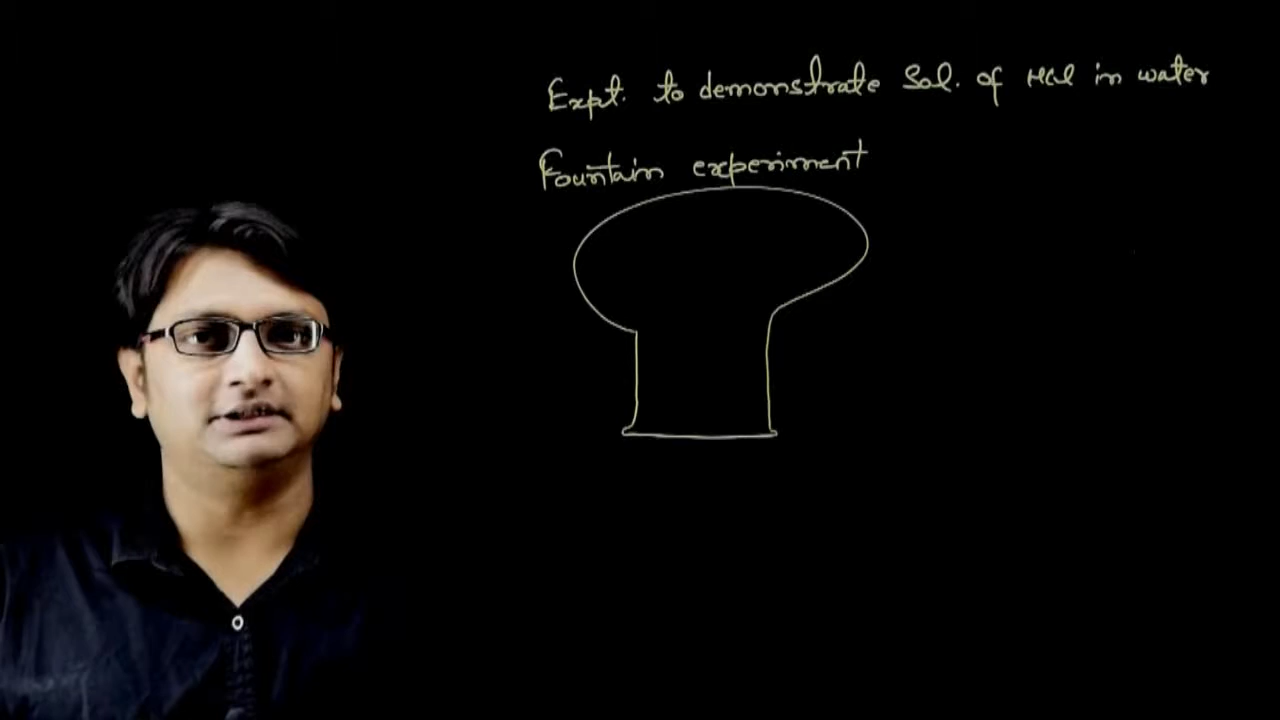 Expt. to demonstrate Sol. of HCl in water
Fountain experiment